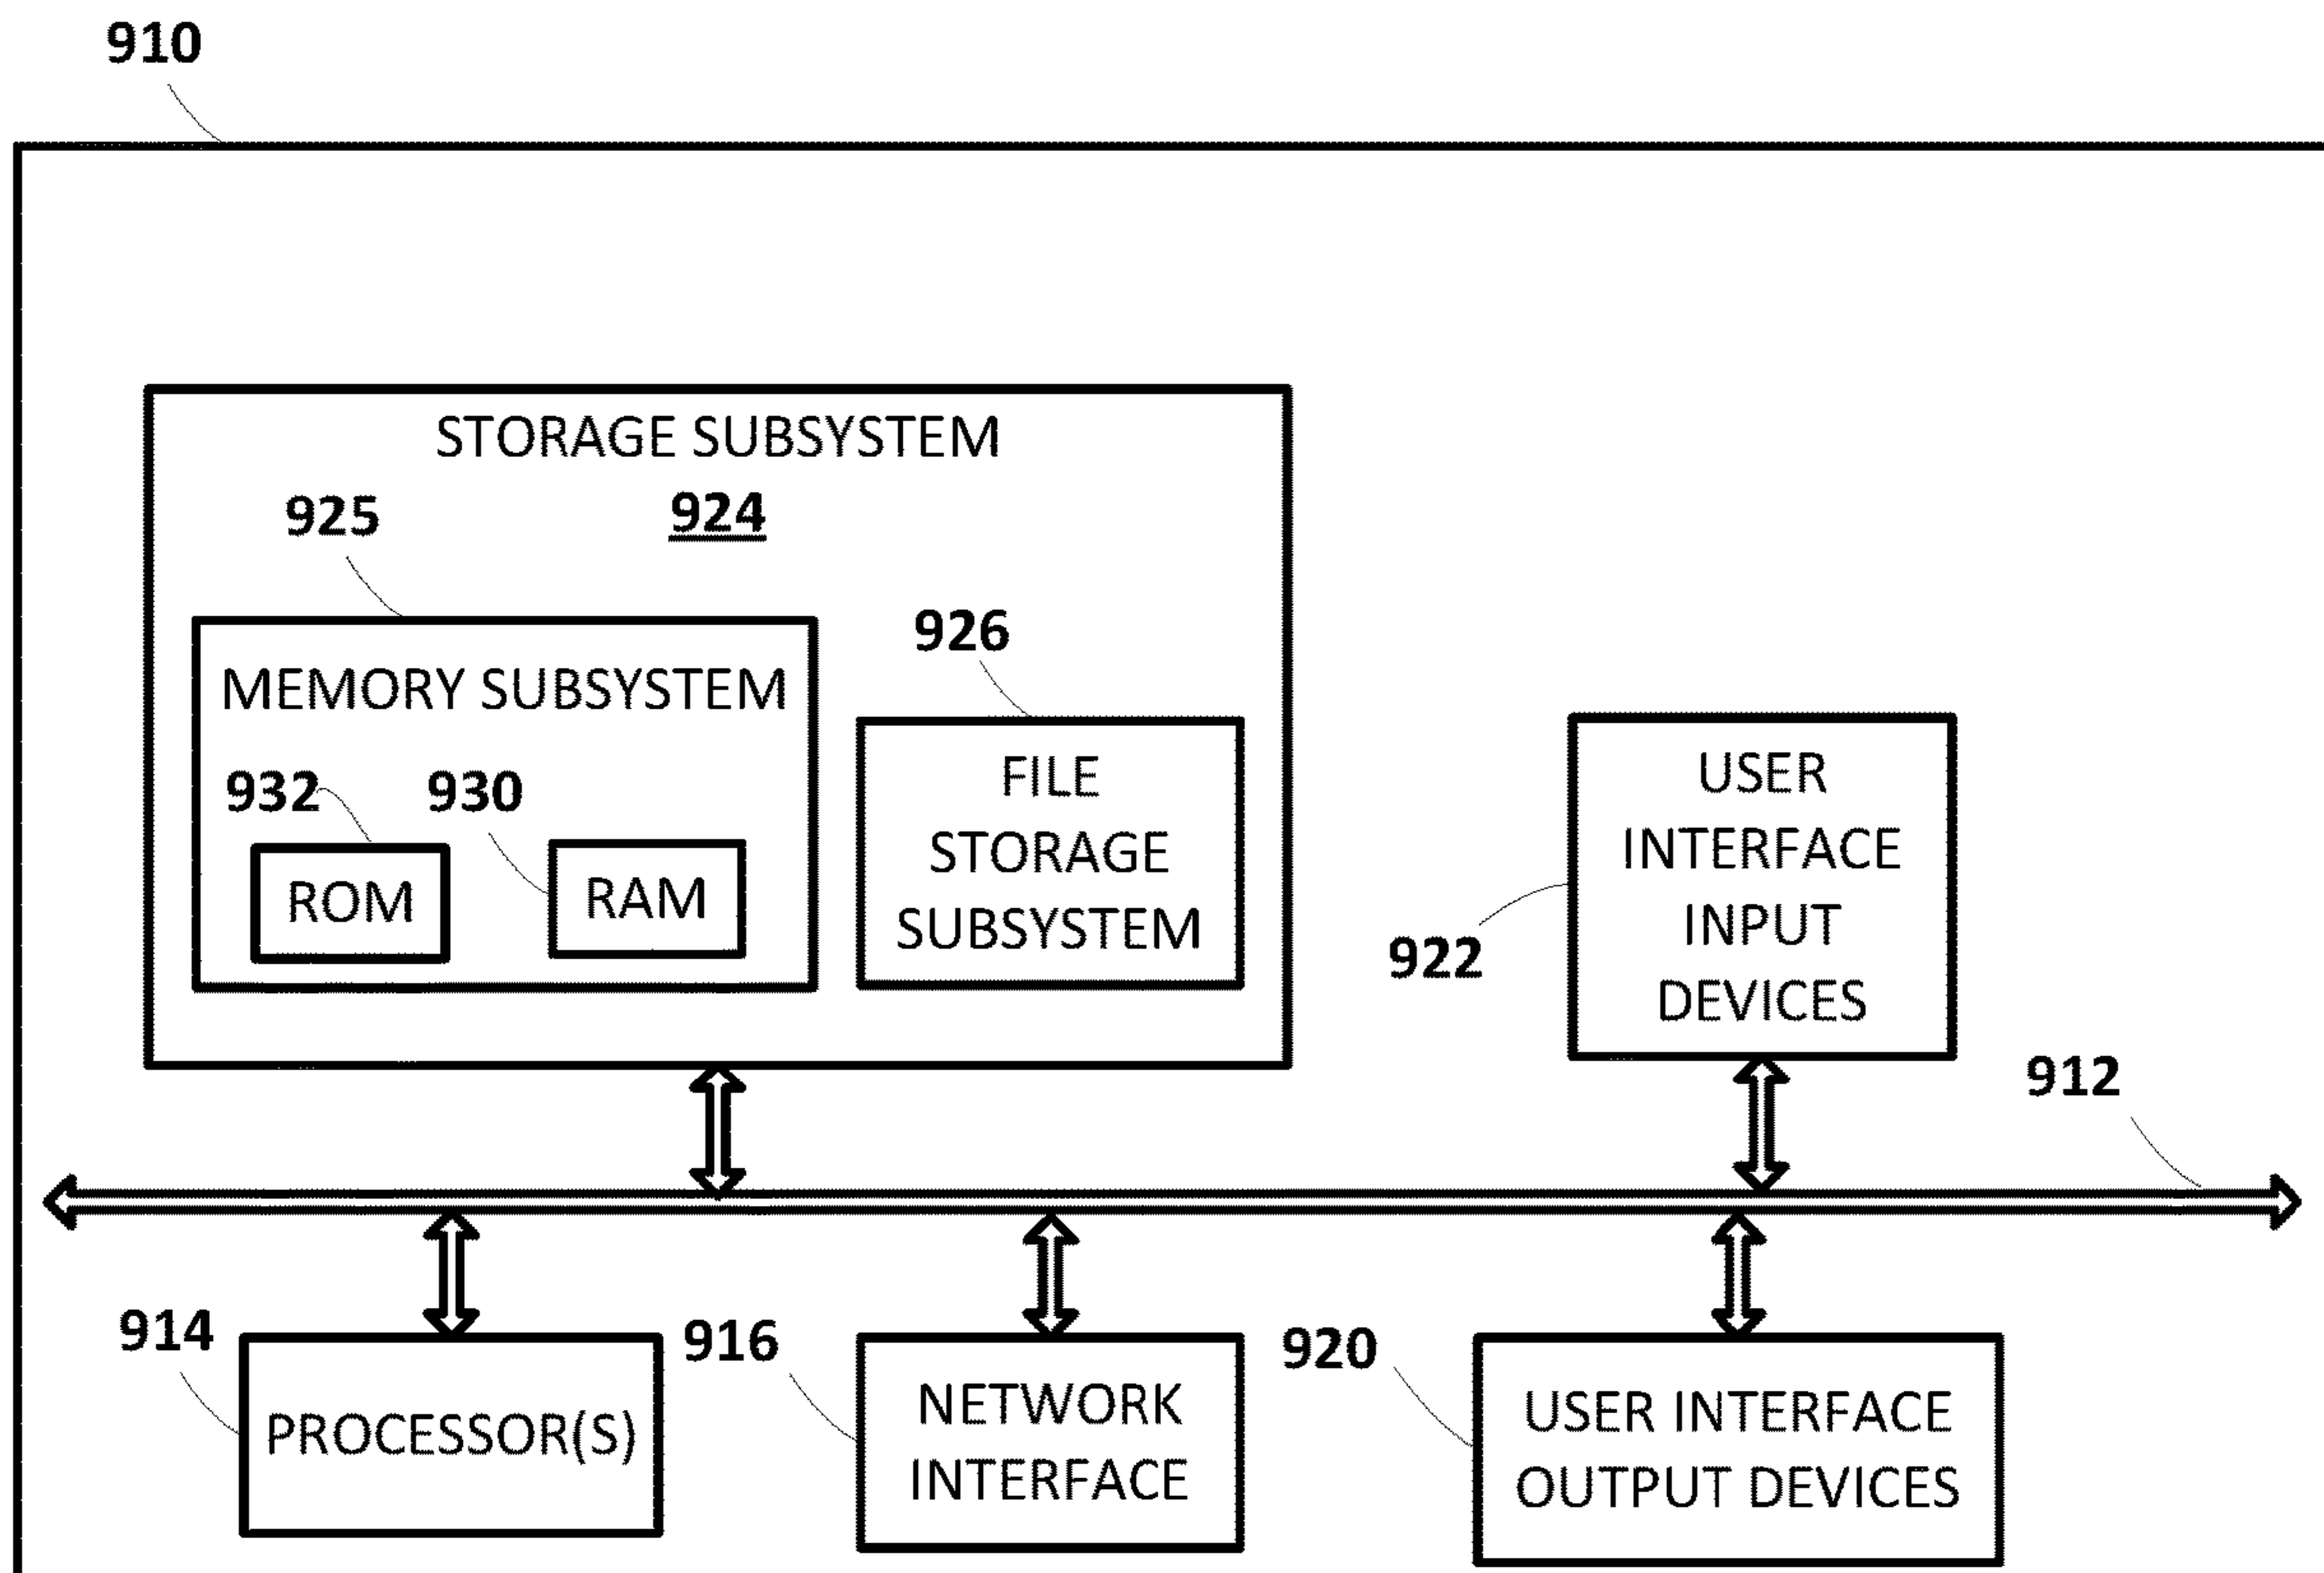 910
STORAGE SUBSYSTEM
924
925
MEMORY SUBSYSTEM
932
930
ROM
RAM
926
FILE
STORAGE
SUBSYSTEM
USER
INTERFACE
INPUT
DEVICES
922
912
914
PROCESSOR(S)
916
NETWORK
INTERFACE
920
USER INTERFACE
OUTPUT DEVICES